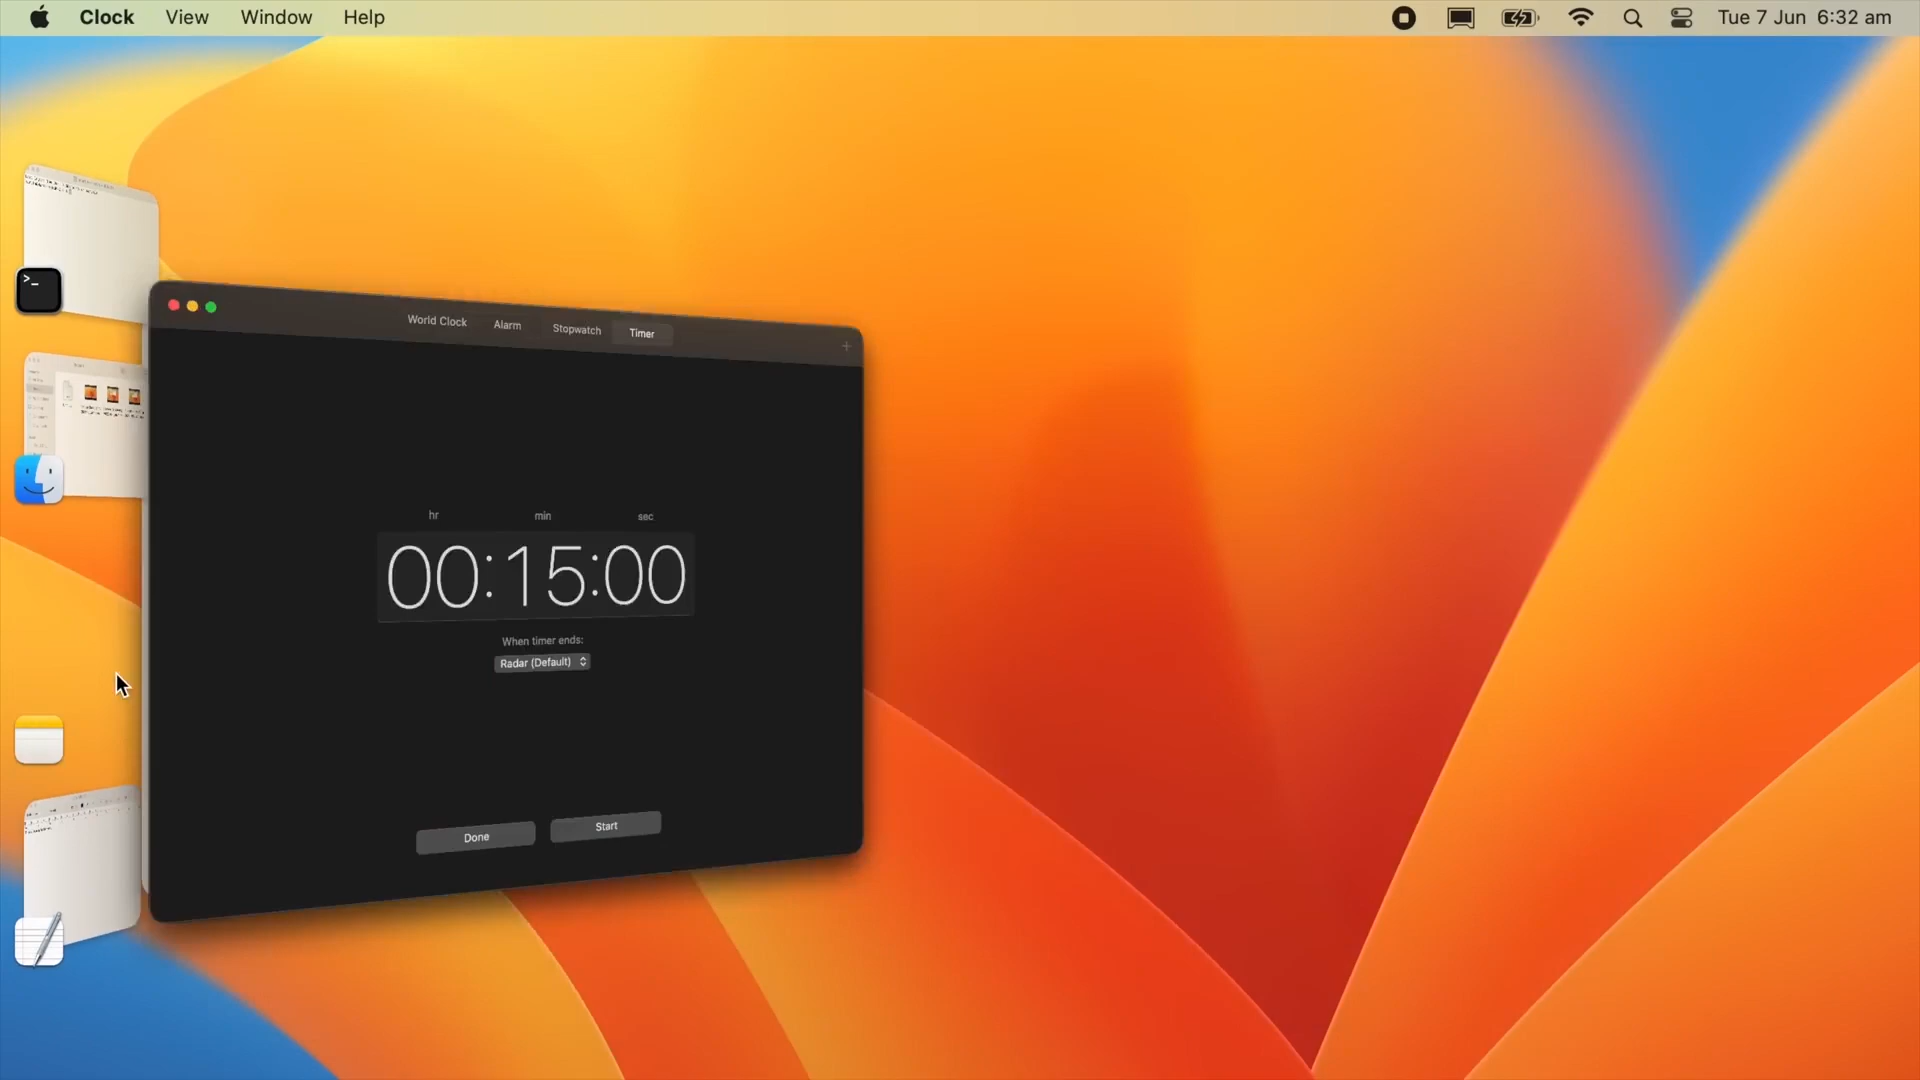 Clock View Window Help Tue 7 Jun 6:32 am
World Clock Alarm Stopwatch Timer +
hr min sec
00:15:00
When timer ends:
Radar (Default)
Done Start
>_